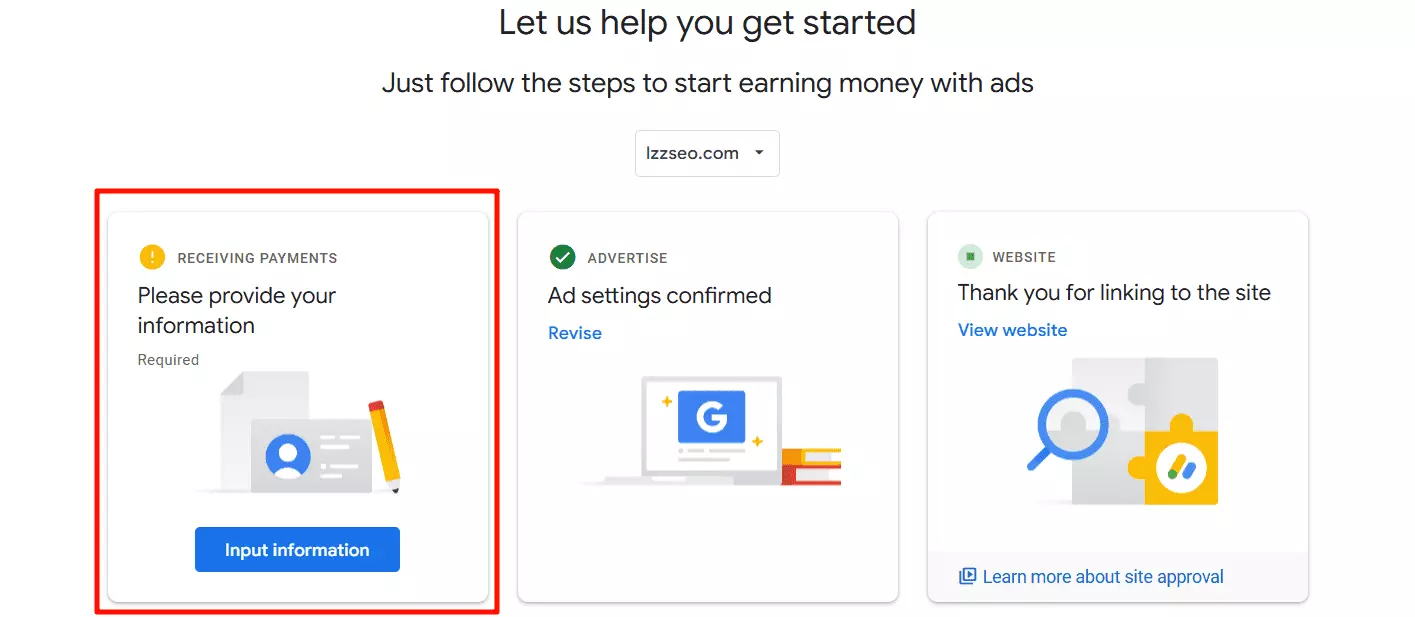 Let us help you get started
Just follow the steps to start earning money with ads
lzzseo.com
RECEIVING PAYMENTS
Please provide your
information
Required
Input information
ADVERTISE
Ad settings confirmed
Revise
G
WEBSITE
Thank you for linking to the site
View website
Learn more about site approval